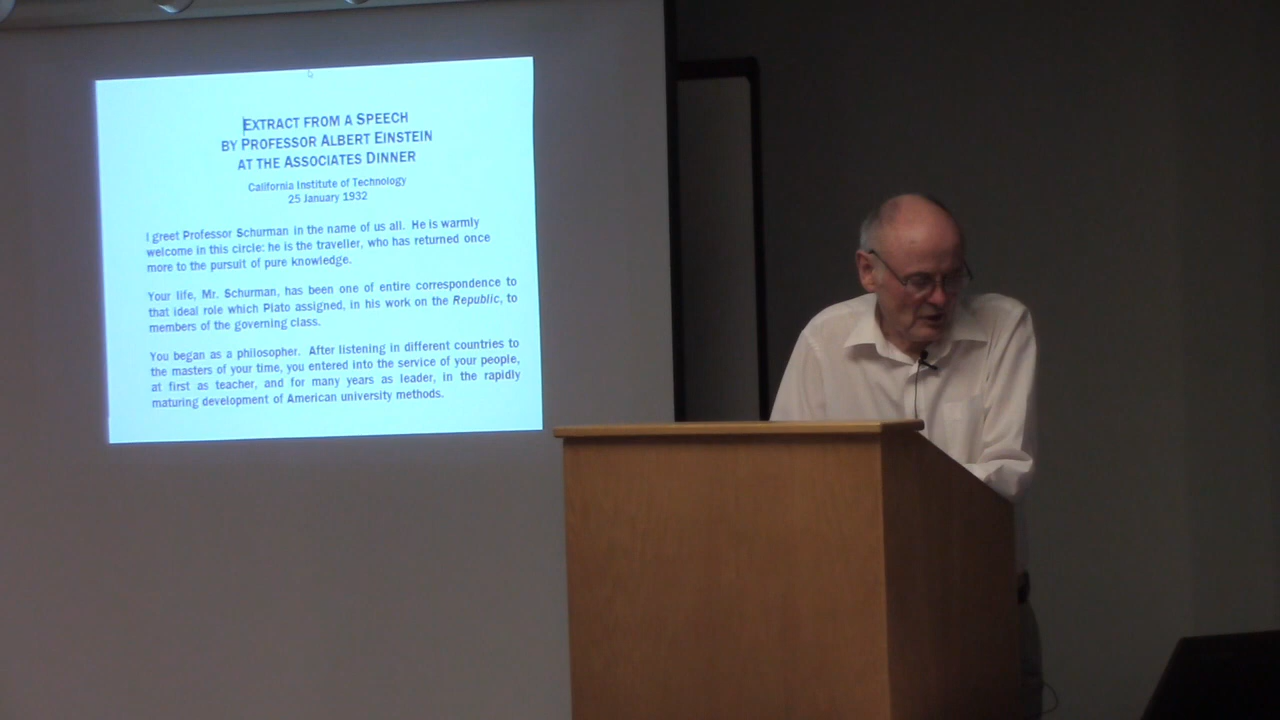 EXTRACT FROM A SPEECH
BY PROFESSOR ALBERT EINSTEIN
AT THE ASSOCIATES DINNER
California Institute of Technology
25 January 1932
I greet Professor Schurman in the name of us all. He is warmly
welcome in this circle: he is the traveller, who has returned once
more to the pursuit of pure knowledge.
Your life, Mr. Schurman, has been one of entire correspondence to
that ideal role which Plato assigned, in his work on the Republic, to
members of the governing class.
You began as a philosopher. After listening in different countries to
the masters of your time, you entered into the service of your people,
at first as teacher, and for many years as leader, in the rapidly
maturing development of American university methods.